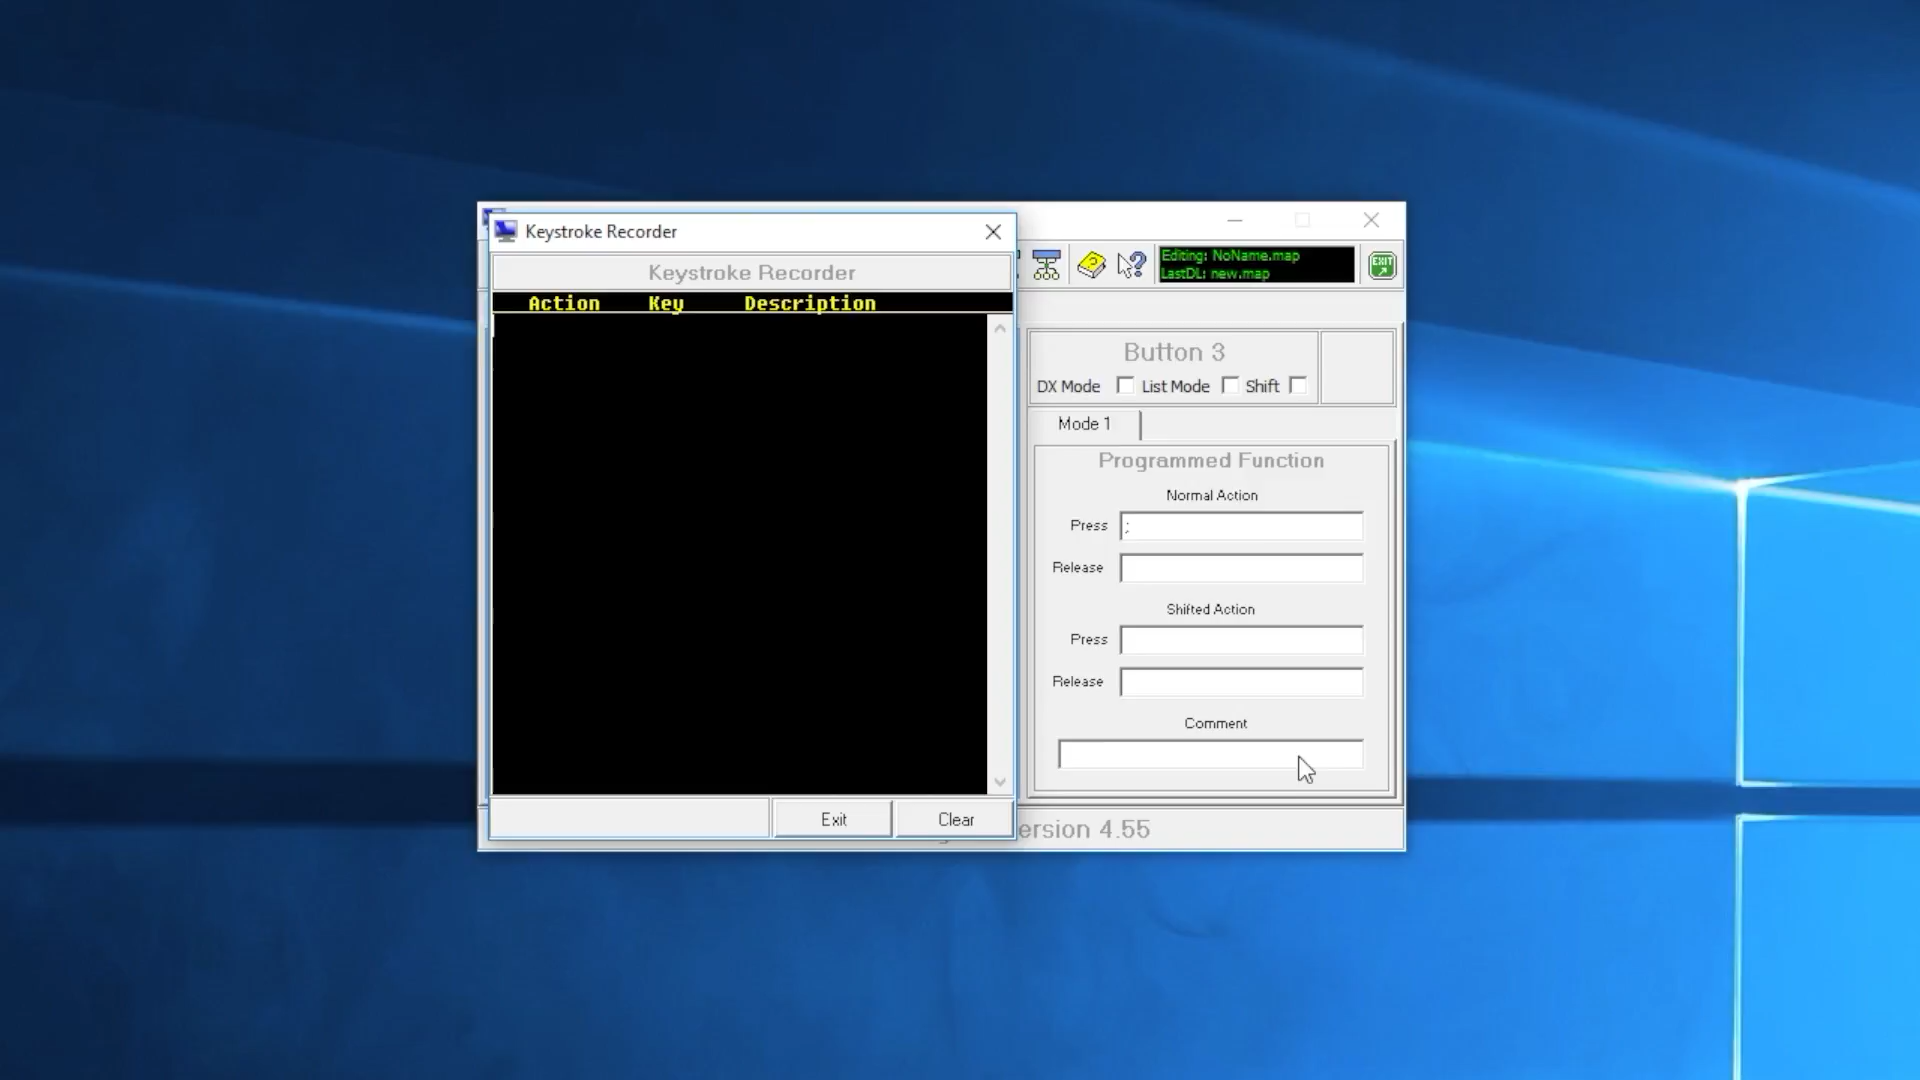 Keystroke Recorder
Keystroke Recorder
Action Key Description
Exit Clear
EXIT
Editing: NoName.map
LastDL: new.map
Button 3
DX Mode List Mode Shift
Mode 1
Programmed Function
Normal Action
Press ;
Release
Shifted Action
Press
Release
Comment
ersion 4.55